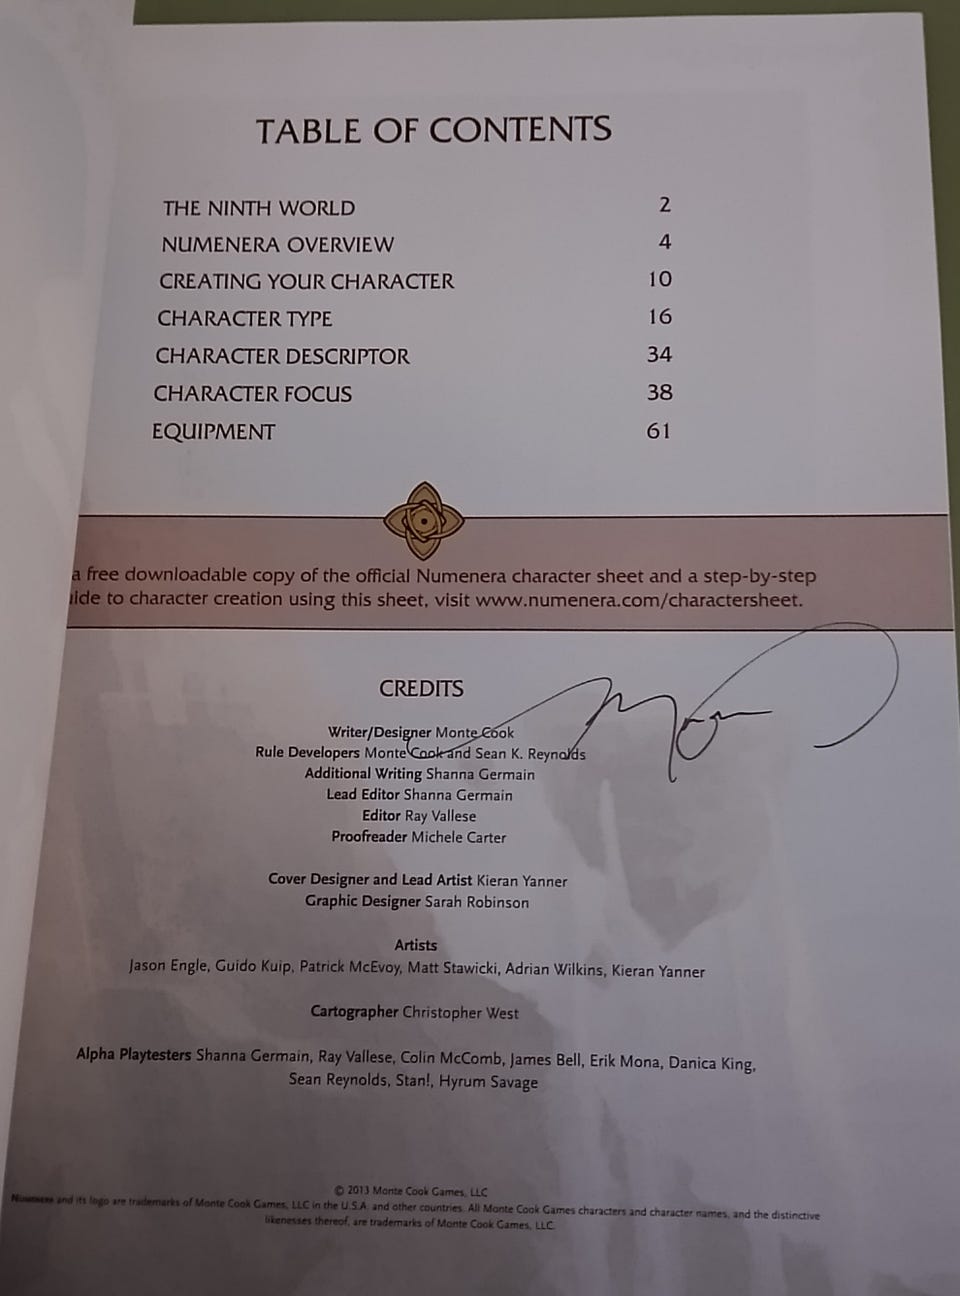 TABLE OF CONTENTS
THE NINTH WORLD 2
NUMENERA OVERVIEW 4
CREATING YOUR CHARACTER 10
CHARACTER TYPE 16
CHARACTER DESCRIPTOR 34
CHARACTER FOCUS 38
EQUIPMENT 61
a free downloadable copy of the official Numenera character sheet and a step-by-step
ide to character creation using this sheet, visit www.numenera.com/charactersheet.
CREDITS
Writer/Designer Monte Cook
Rule Developers Monte Cook and Sean K. Reynolds
Additional Writing Shanna Germain
Lead Editor Shanna Germain
Editor Ray Vallese
Proofreader Michele Carter
Cover Designer and Lead Artist Kieran Yanner
Graphic Designer Sarah Robinson
Artists
Jason Engle, Guido Kuip, Patrick McEvoy, Matt Stawicki, Adrian Wilkins, Kieran Yanner
Cartographer Christopher West
Alpha Playtesters Shanna Germain, Ray Vallese, Colin McComb, James Bell, Erik Mona, Danica King,
Sean Reynolds, Stan!, Hyrum Savage
© 2013 Monte Cook Games, LLC
Numenera and its logo are trademarks of Monte Cook Games, LLC in the U.S.A. and other countries. All Monte Cook Games characters and character names, and the distinctive
likenesses thereof, are trademarks of Monte Cook Games, LLC.